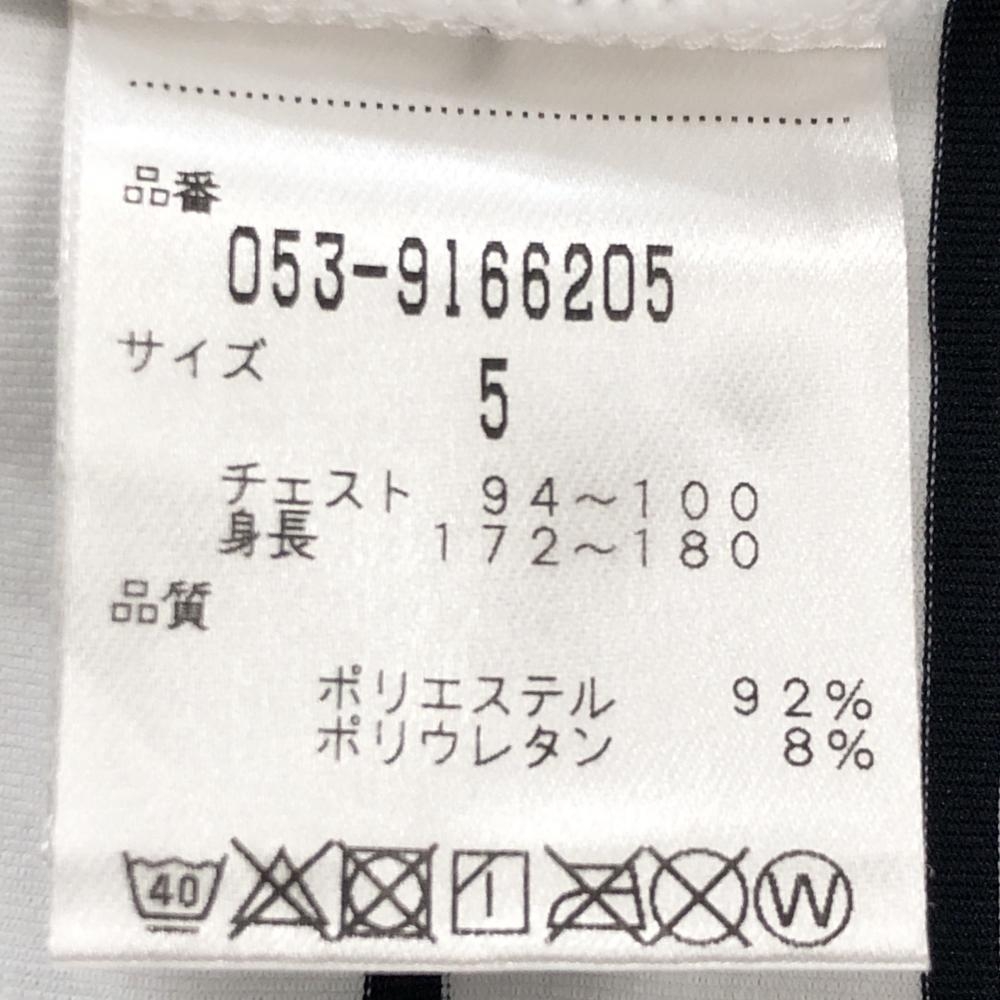 品番
053-9166205
サイズ
5
チェスト 94～100
身長 172～180
品質
ポリエステル 92%
ポリウレタン 8%
40 W